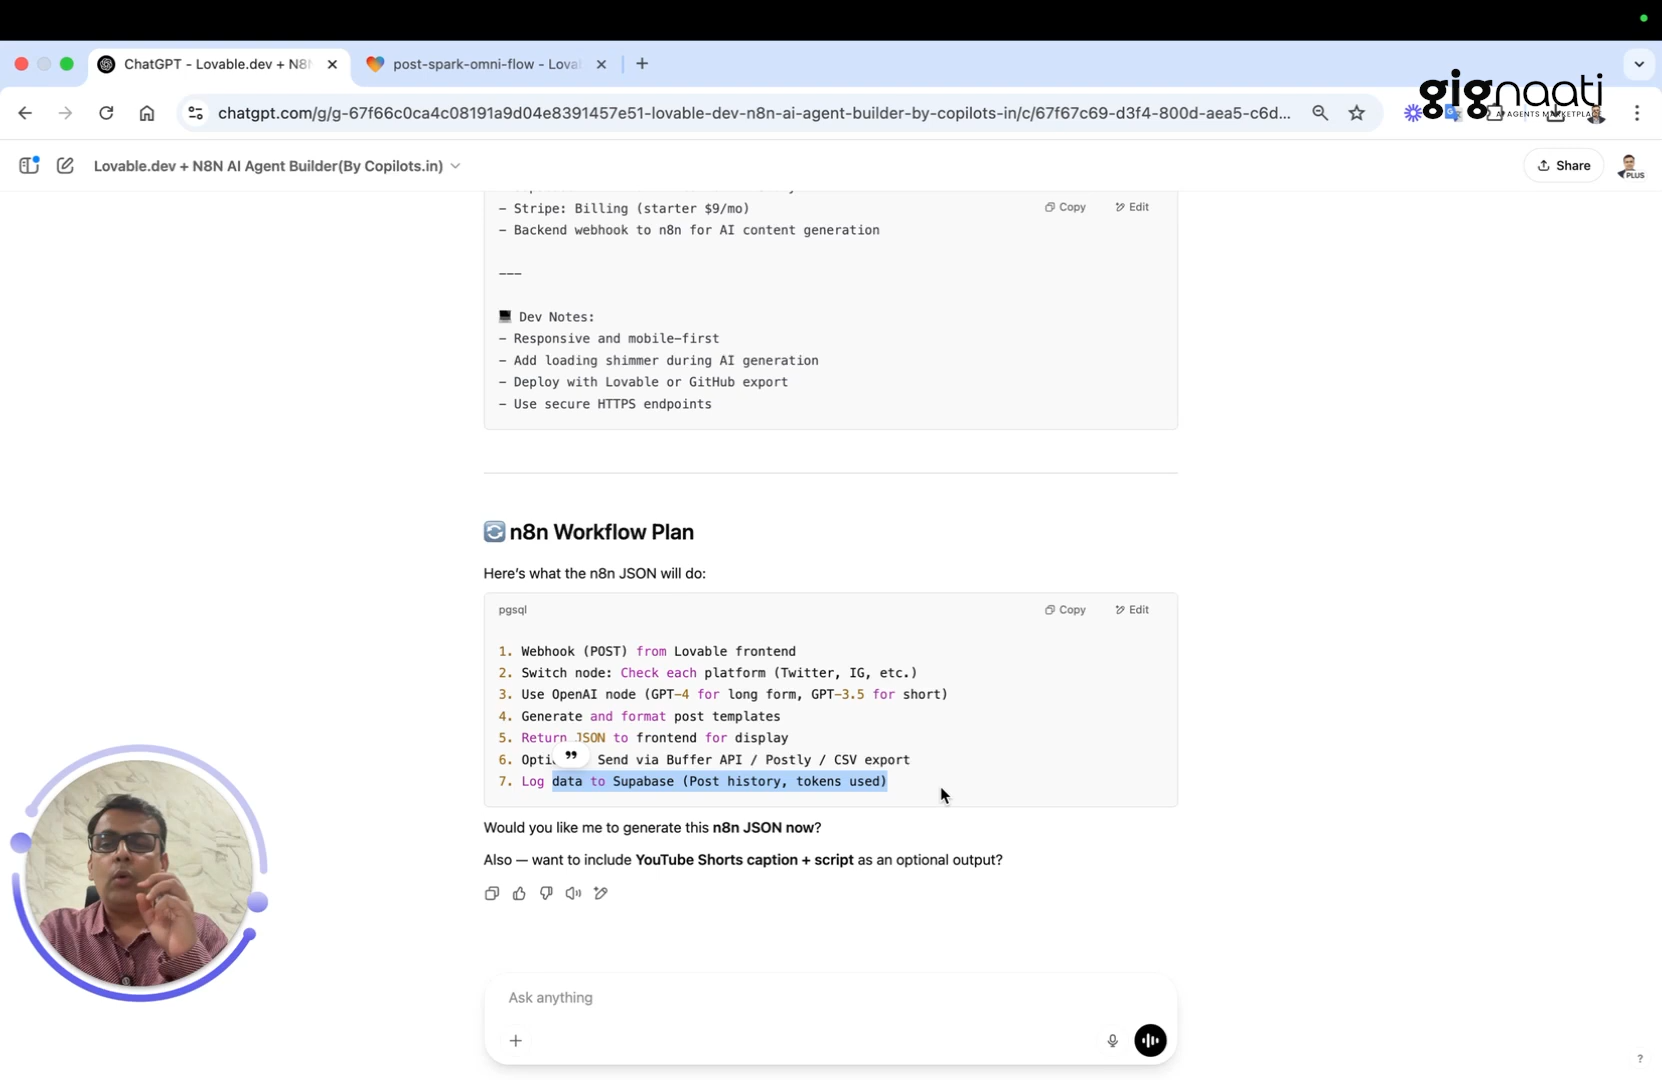 ChatGPT - Lovable.dev + N8N
post-spark-omni-flow - Lova
gignaati
AI AGENTS MARKETPLA
chatgpt.com/g/g-67f66c0ca4c08191a9d04e8391457e51-lovable-dev-n8n-ai-agent-builder-by-copilots-in/c/67f67c69-d3f4-800d-aea5-c6d...
Lovable.dev + N8N AI Agent Builder(By Copilots.in)
Share
PLUS
Copy
Edit
– Stripe: Billing (starter $9/mo)
– Backend webhook to n8n for AI content generation
———
Dev Notes:
– Responsive and mobile-first
– Add loading shimmer during AI generation
– Deploy with Lovable or GitHub export
– Use secure HTTPS endpoints
n8n Workflow Plan
Here's what the n8n JSON will do:
pgsql
Copy
Edit
1. Webhook (POST) from Lovable frontend
2. Switch node: Check each platform (Twitter, IG, etc.)
3. Use OpenAI node (GPT-4 for long form, GPT-3.5 for short)
4. Generate and format post templates
5. Return JSON to frontend for display
6. Send via Buffer API / Postly / CSV export
7. Log data to Supabase (Post history, tokens used)
Would you like me to generate this n8n JSON now?
Also — want to include YouTube Shorts caption + script as an optional output?
Ask anything
?